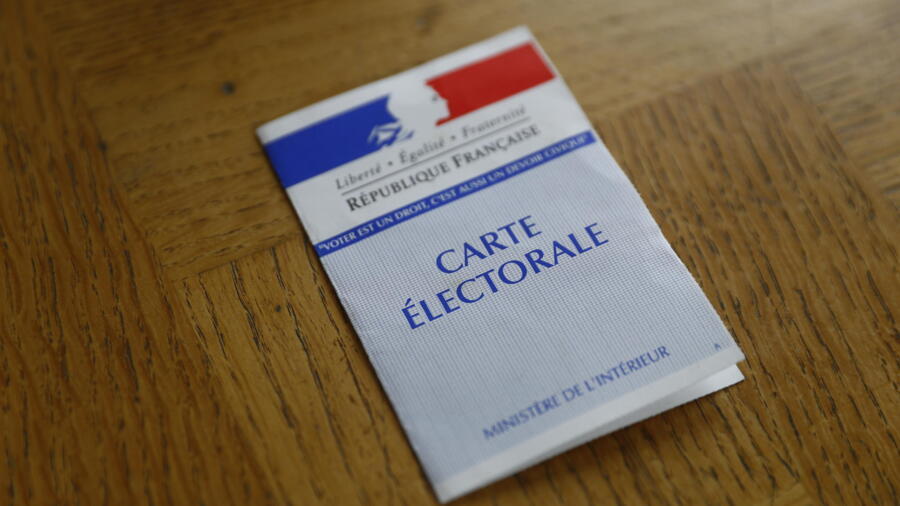 Liberté • Égalité • Fraternité
RÉPUBLIQUE FRANÇAISE
"VOTER EST UN DROIT, C'EST AUSSI UN DEVOIR CIVIQUE"
CARTE
ÉLECTORALE
MINISTÈRE DE L'INTÉRIEUR
A